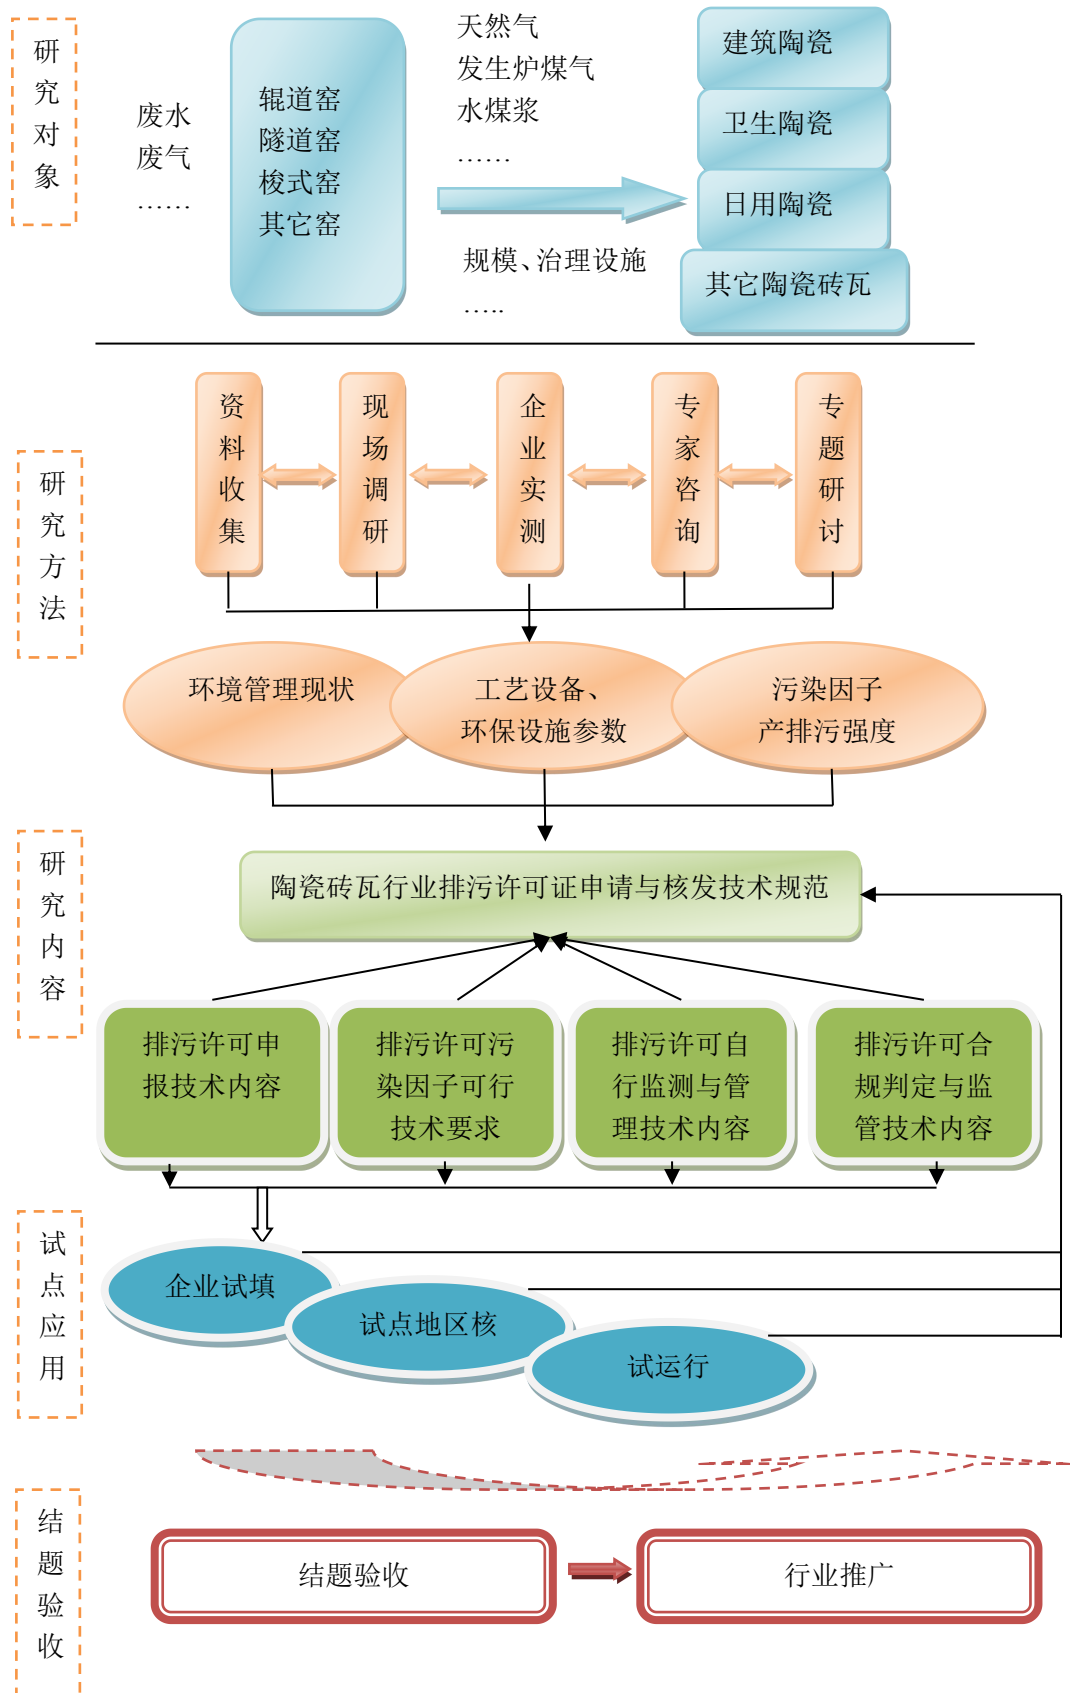 研
究
对
象
废水
废气
……
辊道窑
隧道窑
梭式窑
其它窑
天然气
发生炉煤气
水煤浆
……
规模、治理设施
…..
建筑陶瓷
卫生陶瓷
日用陶瓷
其它陶瓷砖瓦
研
究
方
法
资
料
收
集
现
场
调
研
企
业
实
测
专
家
咨
询
专
题
研
讨
环境管理现状
工艺设备、
环保设施参数
污染因子
产排污强度
研
究
内
容
陶瓷砖瓦行业排污许可证申请与核发技术规范
排污许可申
报技术内容
排污许可污
染因子可行
技术要求
排污许可自
行监测与管
理技术内容
排污许可合
规判定与监
管技术内容
试
点
应
用
企业试填
试点地区核
试运行
结
题
验
收
结题验收
行业推广